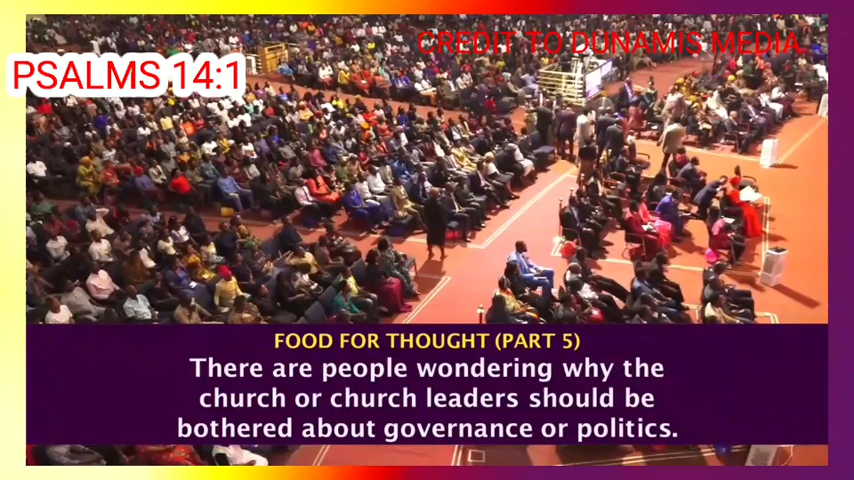 CREDIT TO DUNAMIS MEDIA.
PSALMS 14:1
FOOD FOR THOUGHT (PART 5)
There are people wondering why the
church or church leaders should be
bothered about governance or politics.